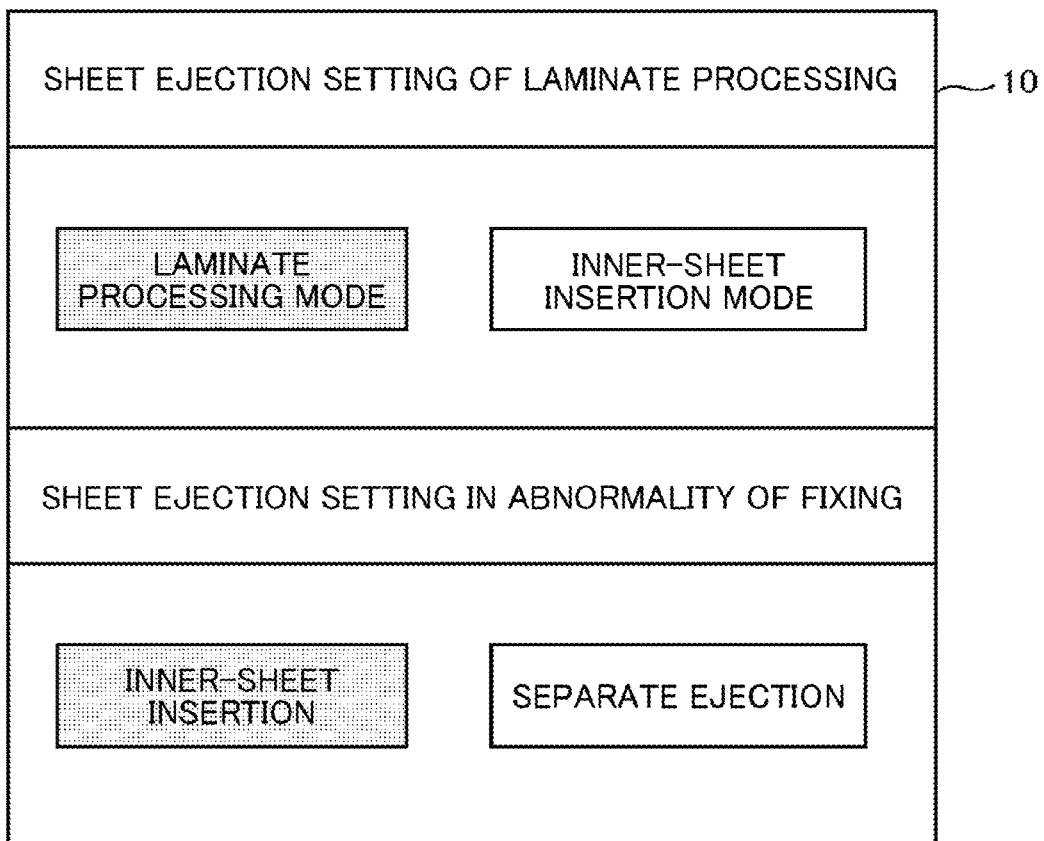 SHEET EJECTION SETTING OF LAMINATE PROCESSING
10
LAMINATE
PROCESSING MODE
INNER-SHEET
INSERTION MODE
SHEET EJECTION SETTING IN ABNORMALITY OF FIXING
INNER-SHEET
INSERTION
SEPARATE EJECTION